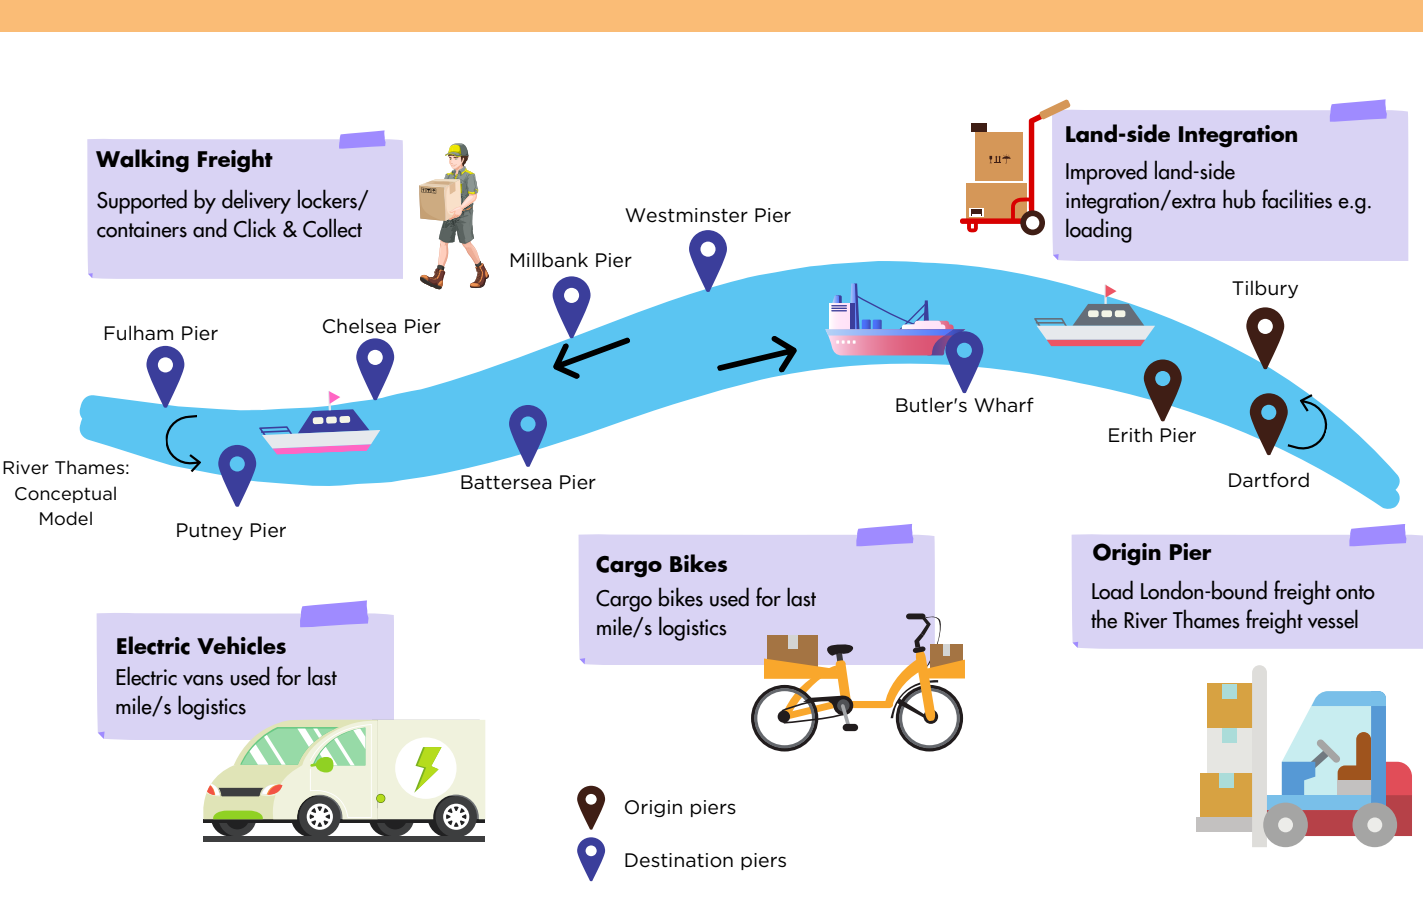 Walking Freight
Supported by delivery lockers/
containers and Click & Collect
Land-side Integration
Improved land-side
integration/extra hub facilities e.g.
loading
Westminster Pier
Millbank Pier
Tilbury
Fulham Pier
Chelsea Pier
Butler's Wharf
Erith Pier
Dartford
River Thames:
Conceptual
Model
Battersea Pier
Putney Pier
Cargo Bikes
Cargo bikes used for last
mile/s logistics
Origin Pier
Load London-bound freight onto
the River Thames freight vessel
Electric Vehicles
Electric vans used for last
mile/s logistics
Origin piers
Destination piers